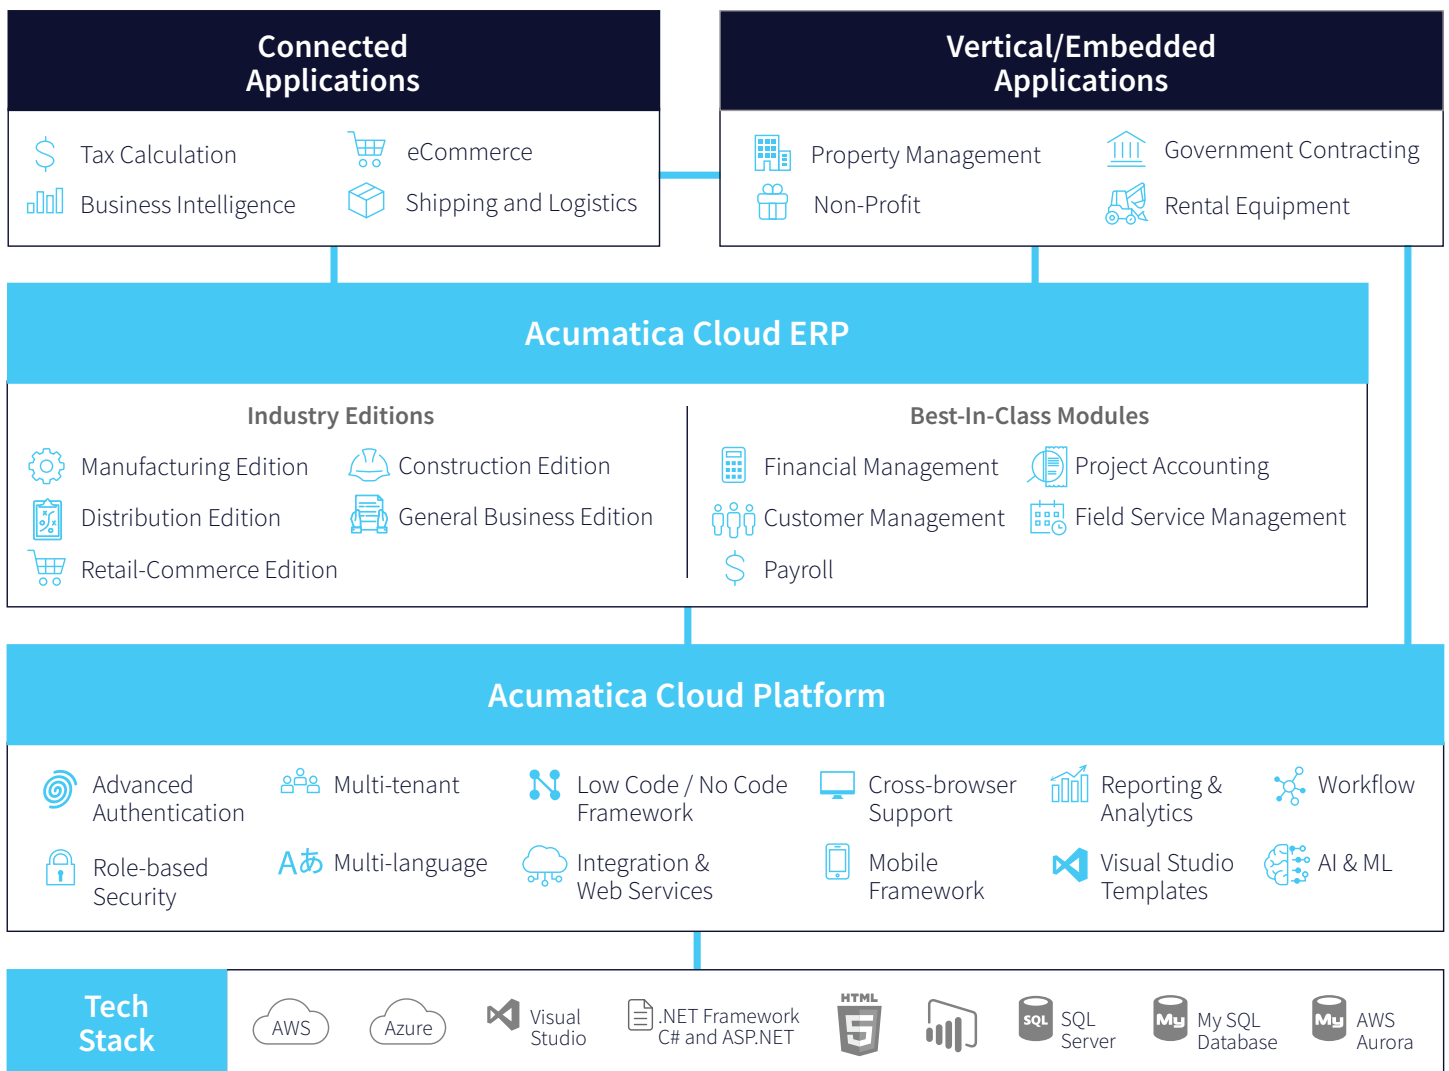 Connected
Applications
Tax Calculation
eCommerce
Business Intelligence
Shipping and Logistics
Vertical/Embedded
Applications
Property Management
Government Contracting
Non-Profit
Rental Equipment
Acumatica Cloud ERP
Industry Editions
Manufacturing Edition
Construction Edition
Distribution Edition
General Business Edition
Retail-Commerce Edition
Best-In-Class Modules
Financial Management
Project Accounting
Customer Management
Field Service Management
Payroll
Acumatica Cloud Platform
Advanced
Authentication
Multi-tenant
Low Code / No Code
Framework
Cross-browser
Support
Reporting &
Analytics
Workflow
Role-based
Security
Aあ
Multi-language
Integration &
Web Services
Mobile
Framework
Visual Studio
Templates
AI & ML
Tech
Stack
AWS
Azure
Visual
Studio
.NET Framework
C# and ASP.NET
HTML
5
SQL
SQL
Server
My
My SQL
Database
My
AWS
Aurora